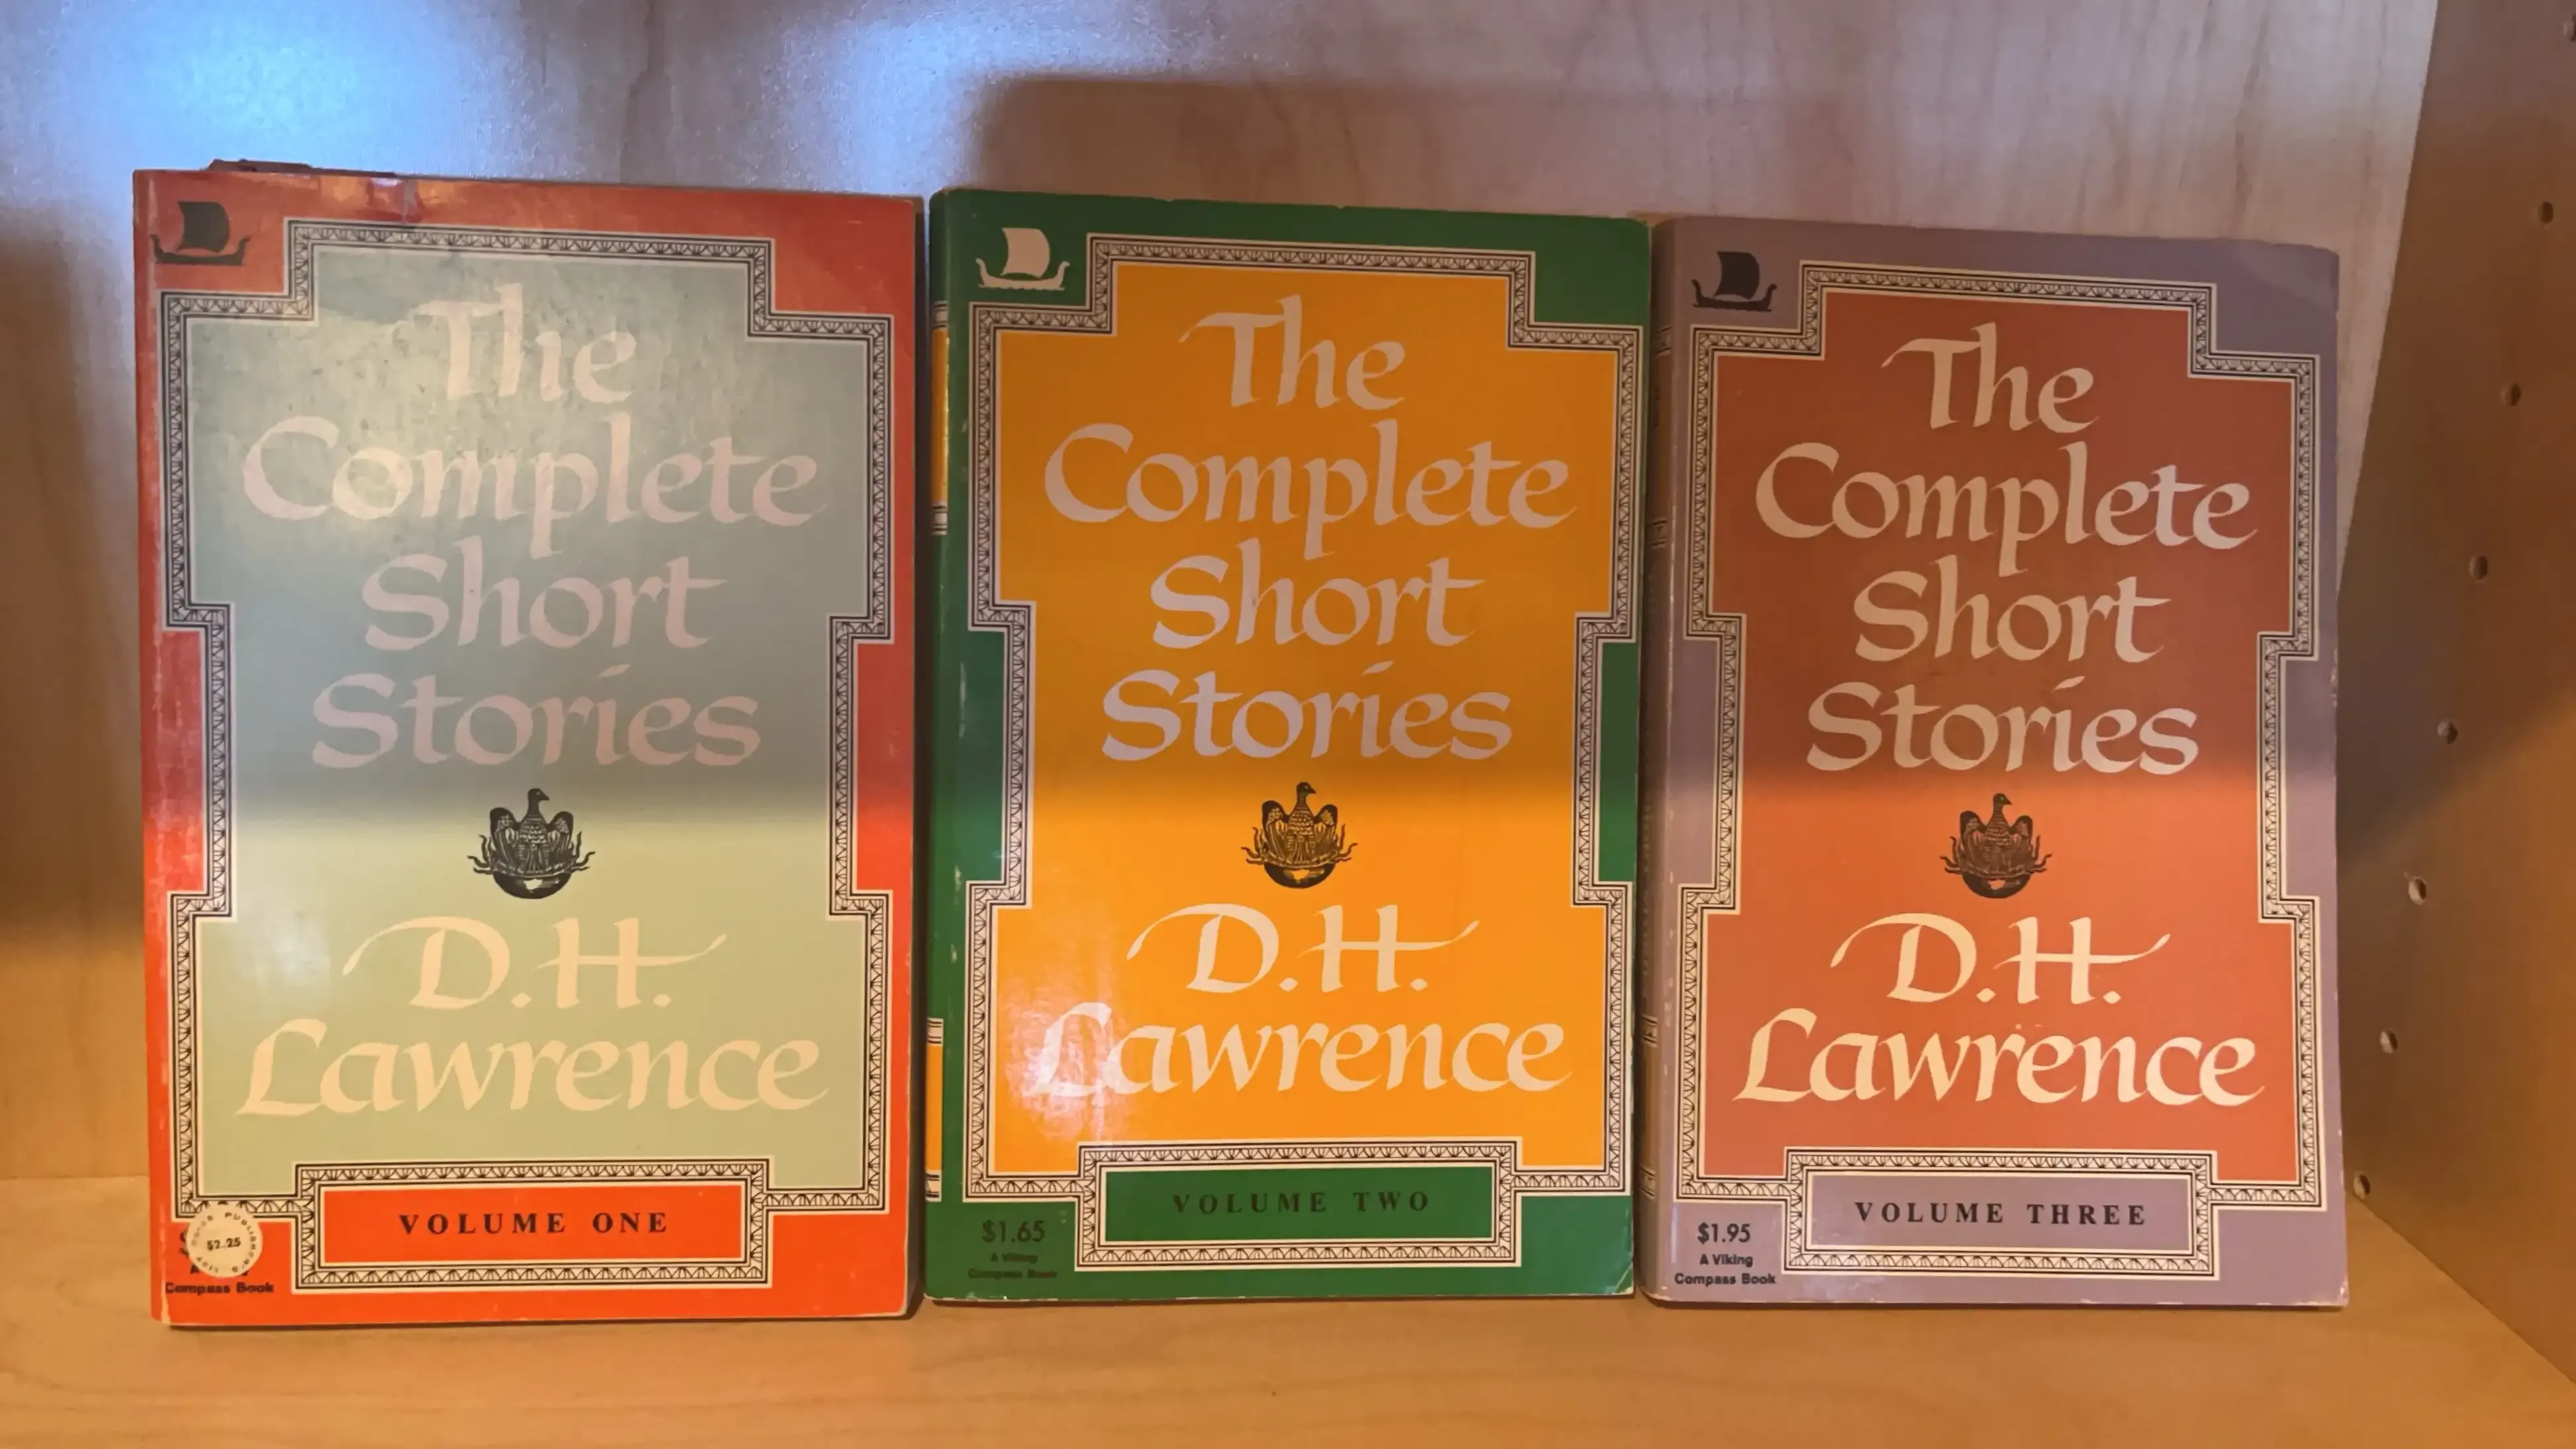 The
Complete
Short
Stories
D.H.
Lawrence
VOLUME ONE
$2.25
Compass Book
The
Complete
Short
Stories
D.H.
Lawrence
VOLUME TWO
$1.65
A Viking
Compass Book
The
Complete
Short
Stories
D.H.
Lawrence
VOLUME THREE
$1.95
A Viking
Compass Book